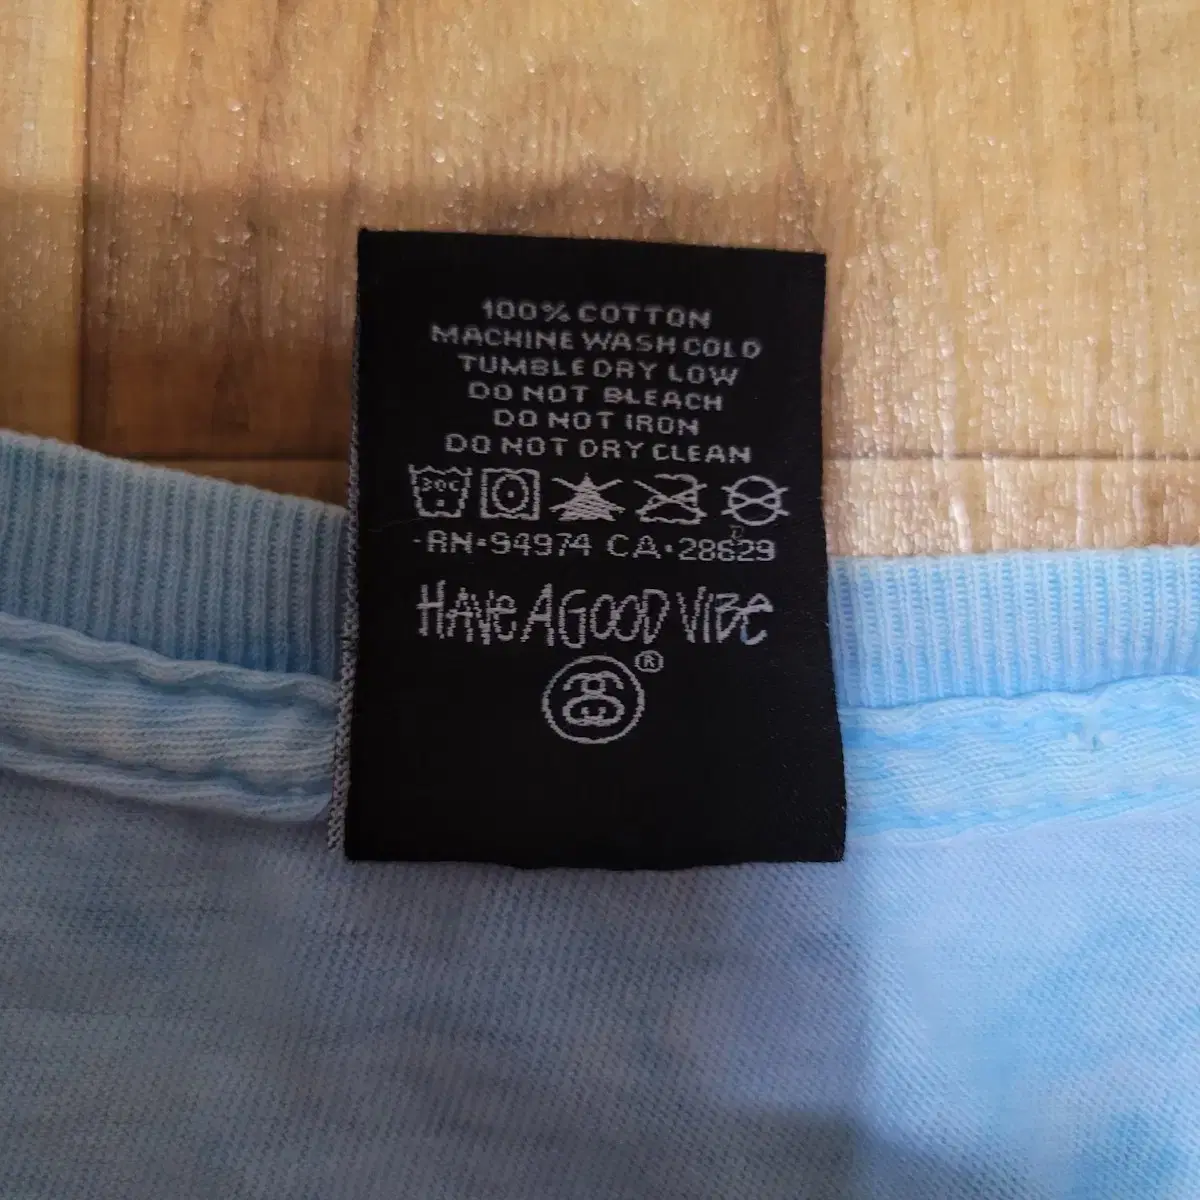 100% COTTON
MACHINE WASH COLD
TUMBLE DRY LOW
DO NOT BLEACH
DO NOT IRON
DO NOT DRY CLEAN
30C
-RN-94974 CA-28629
HAVE A GOOD VIBE
®